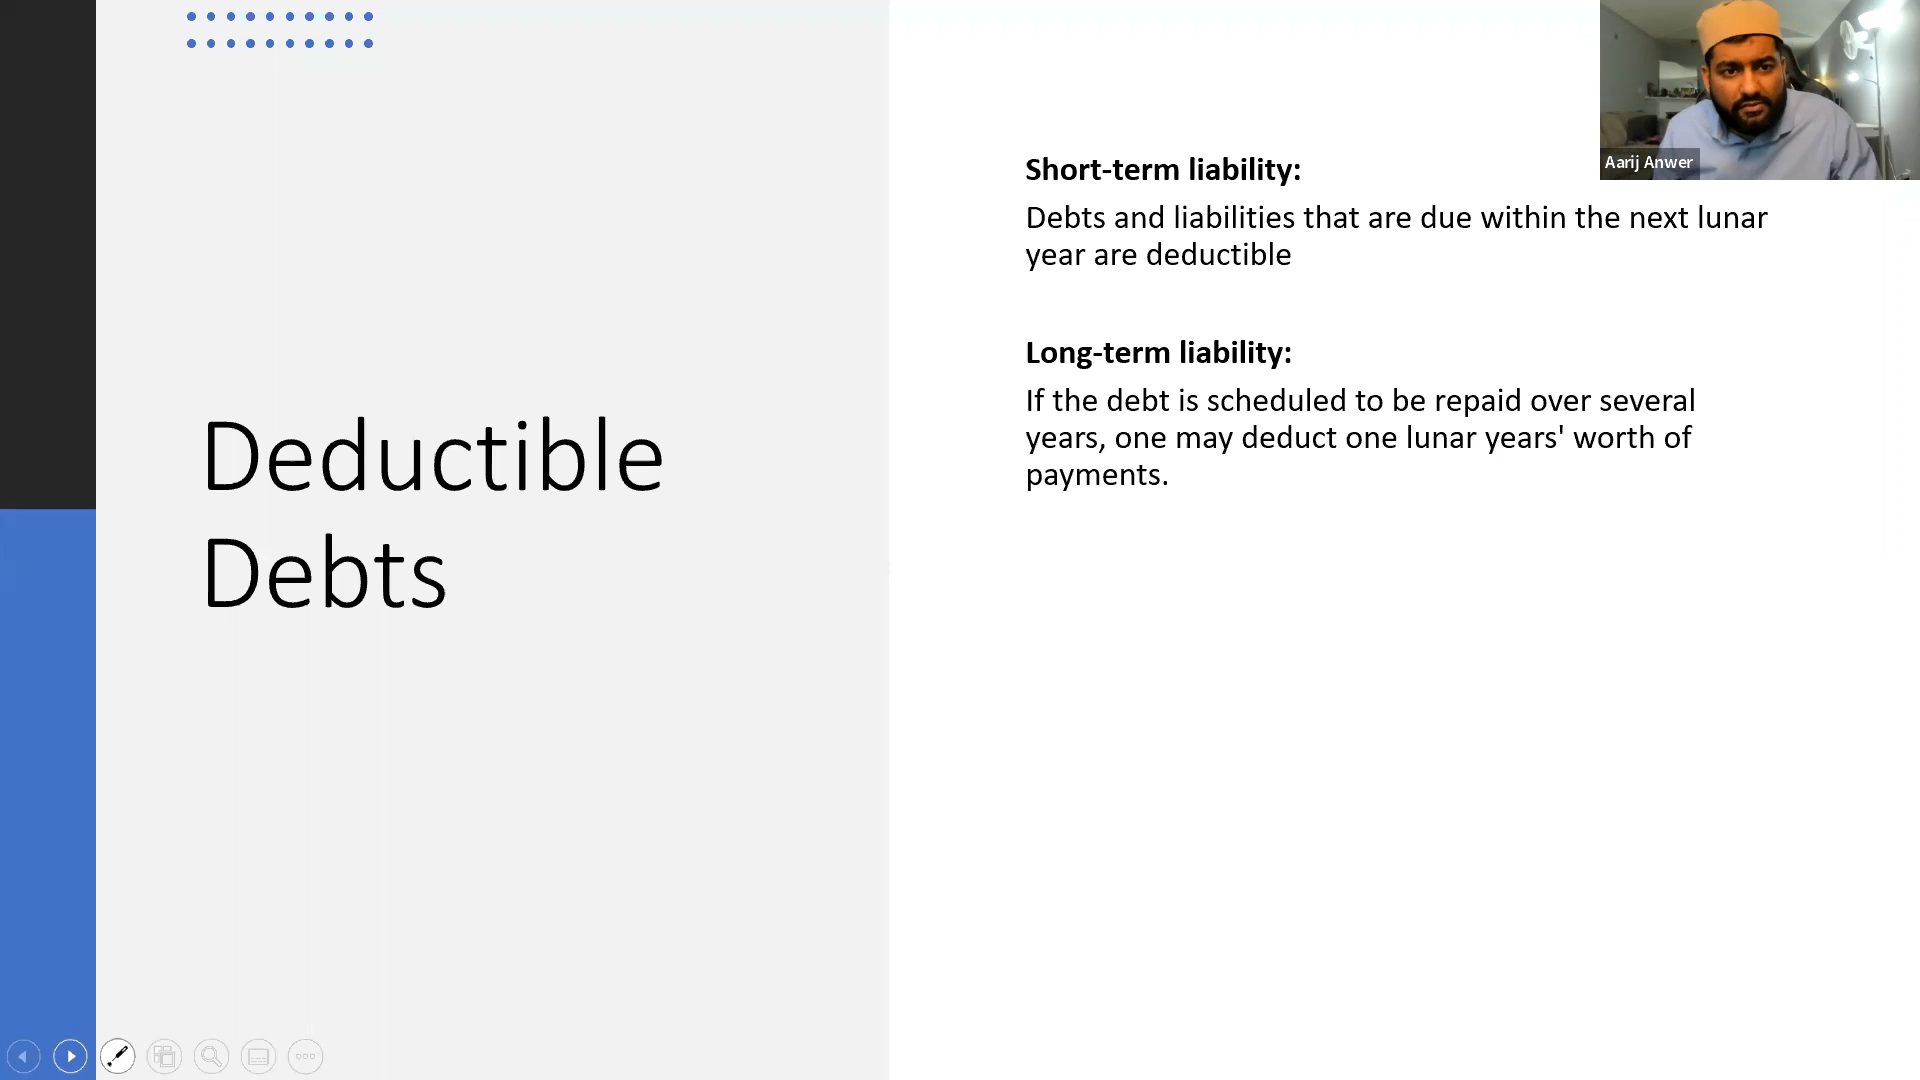 Deductible
Debts
Short-term liability:
Debts and liabilities that are due within the next lunar
year are deductible
Long-term liability:
If the debt is scheduled to be repaid over several
years, one may deduct one lunar years' worth of
payments.
Aarij Anwer